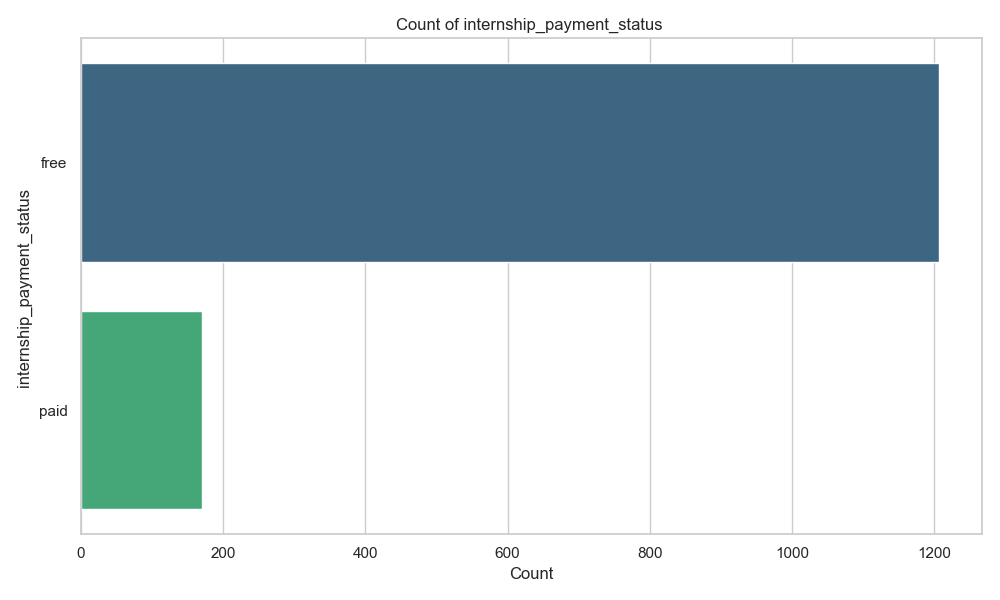 Count of internship_payment_status
internship_payment_status
free
paid
0 200 400 600 800 1000 1200
Count